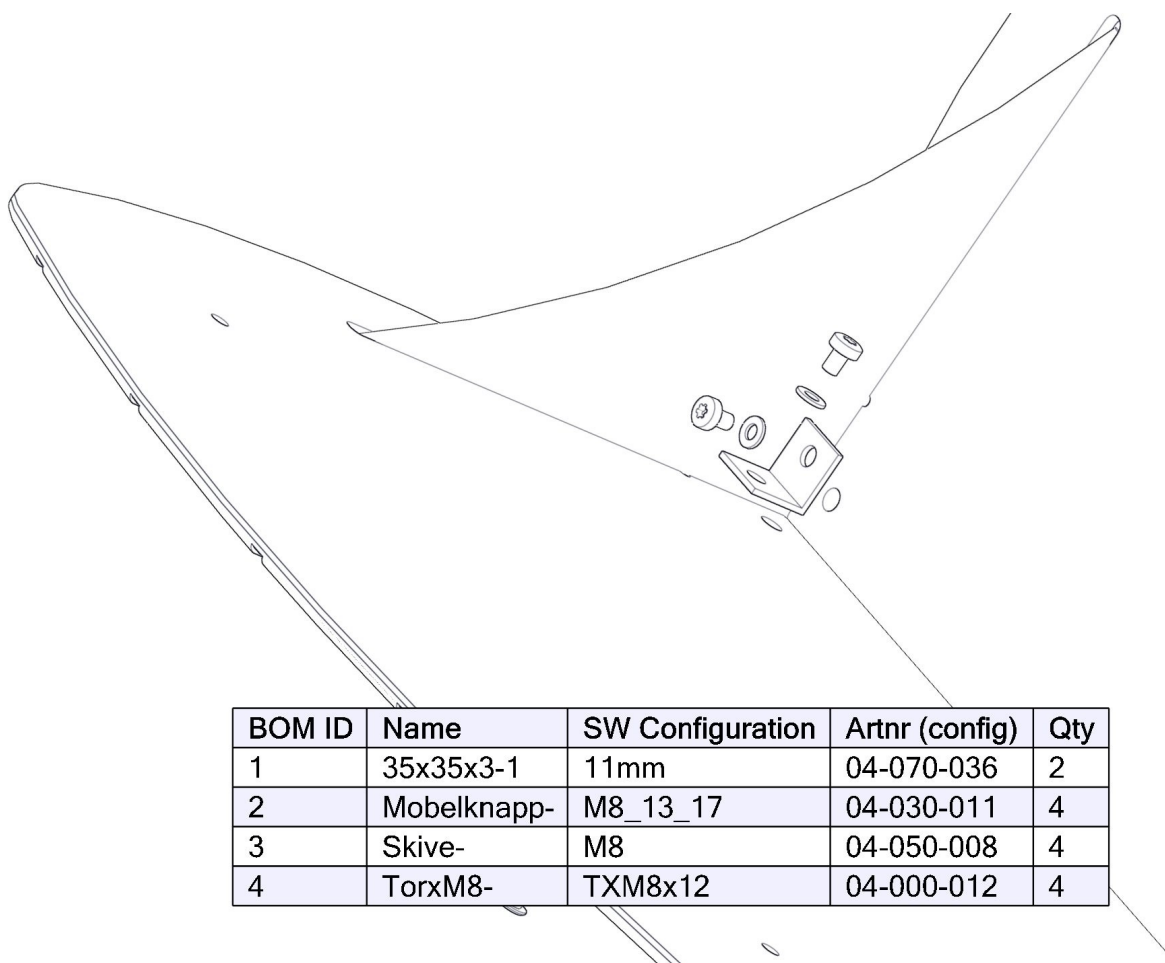 BOM ID Name SW Configuration Artnr (config) Qty
1 35x35x3-1 11mm 04-070-036 2
2 Mobelknapp- M8_13_17 04-030-011 4
3 Skive- M8 04-050-008 4
4 TorxM8- TXM8x12 04-000-012 4